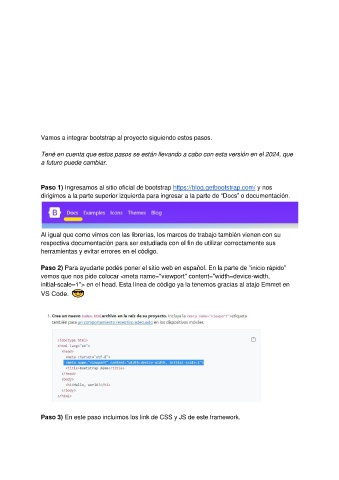 Vamos a integrar bootstrap al proyecto siguiendo estos pasos.
Tené en cuenta que estos pasos se están llevando a cabo con esta versión en el 2024, que
a futuro puede cambiar.
Paso 1) Ingresamos al sitio oficial de bootstrap https://blog.getbootstrap.com/ y nos
dirigimos a la parte superior izquierda para ingresar a la parte de "Docs" o documentación
B Docs Examples Icons Themes Blog
Al igual que como vimos con las librerías, los marcos de trabajo también vienen con su
respectiva documentación para ser estudiada con el fin de utilizar correctamente sus
herramientas y evitar errores en el código.
Paso 2) Para ayudarte podés poner el sitio web en español. En la parte de "inicio rápido"
vemos que nos pide colocar <meta name="viewport" content="width=device-width,
initial-scale=1"> en el head. Esta línea de código ya la tenemos gracias al atajo Emmet en
VS Code.
1. Cree un nuevo index.html archivo en la raíz de su proyecto. Incluya la <meta name="viewport"> etiqueta
también para un comportamiento receptivo adecuado en los dispositivos móviles.
<!doctype html>
<html lang="en">
<head>
<meta charset="utf-8">
<meta name="viewport" content="width=device-width, initial-scale=1">
<title>Bootstrap demo</title>
</head>
<body>
<h1>Hello, world!</h1>
</body>
</html>
Paso 3) En este paso incluimos los link de CSS y JS de este framework.